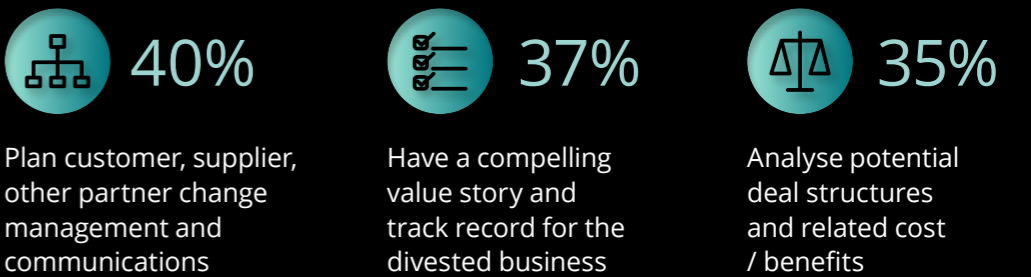 40%
Plan customer, supplier,
other partner change
management and
communications
37%
Have a compelling
value story and
track record for the
divested business
35%
Analyse potential
deal structures
and related cost
/ benefits